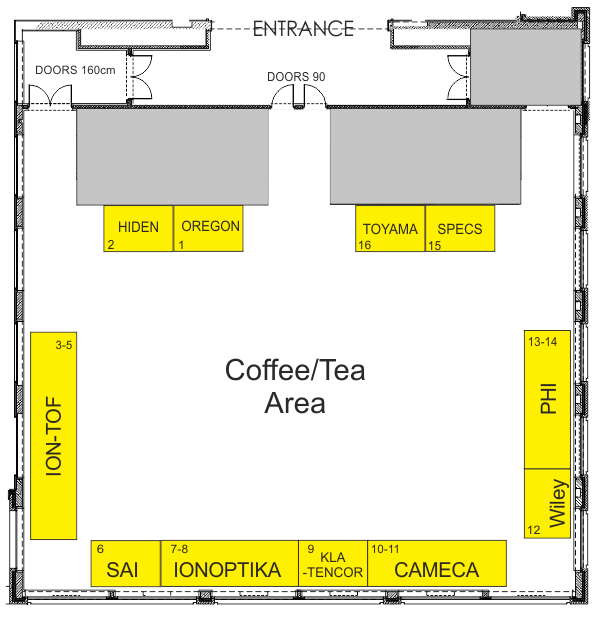 ENTRANCE
DOORS 160cm
DOORS 90
HIDEN
2
OREGON
1
TOYAMA
16
SPECS
15
3-5
ION-TOF
Coffee/Tea
Area
13-14
PHI
Wiley
12
6
SAI
7-8
IONOPTIKA
9
KLA
-TENCOR
10-11
CAMECA